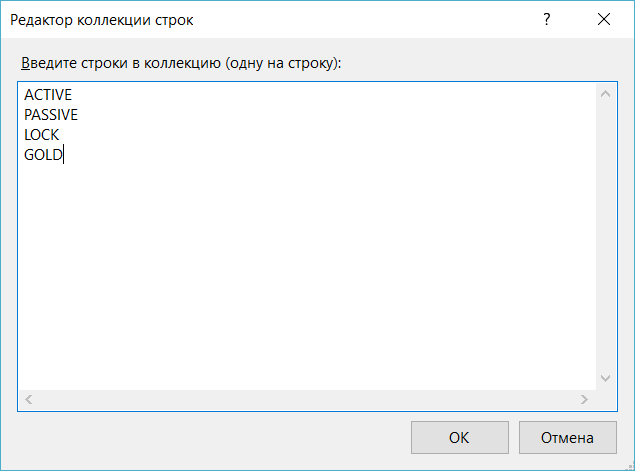 Редактор коллекции строк
?
Введите строки в коллекцию (одну на строку):
ACTIVE
PASSIVE
LOCK
GOLD
OK
Отмена